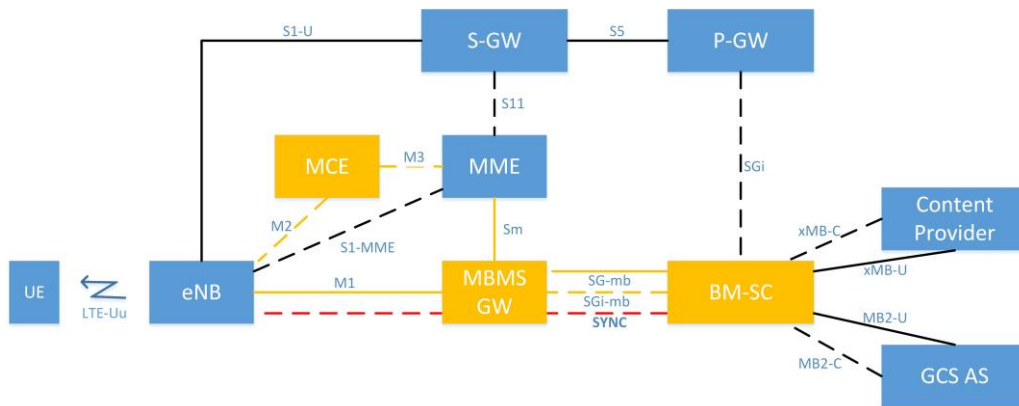 S1-U
S-GW
S5
P-GW
S11
MCE
M3
MME
SGi
M2
S1-MME
Sm
xMB-C
Content
Provider
xMB-U
UE
LTE-Uu
eNB
M1
MBMS
GW
SG-mb
SGi-mb
SYNC
BM-SC
MB2-U
MB2-C
GCS AS